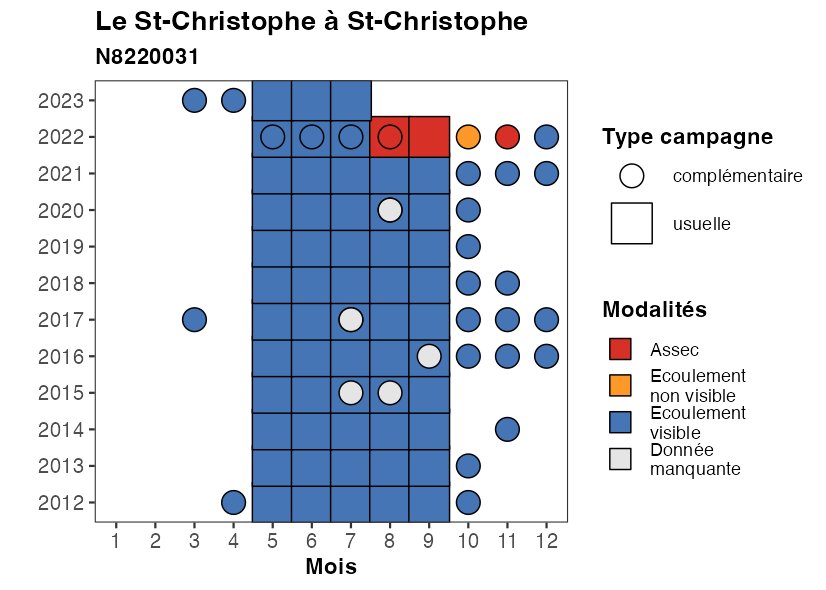 Le St-Christophe à St-Christophe
N8220031
2023
2022
2021
2020
2019
2018
2017
2016
2015
2014
2013
2012
1 2 3 4 5 6 7 8 9 10 11 12
Mois
Type campagne
complémentaire
usuelle
Modalités
Assec
Ecoulement
non visible
Ecoulement
visible
Donnée
manquante